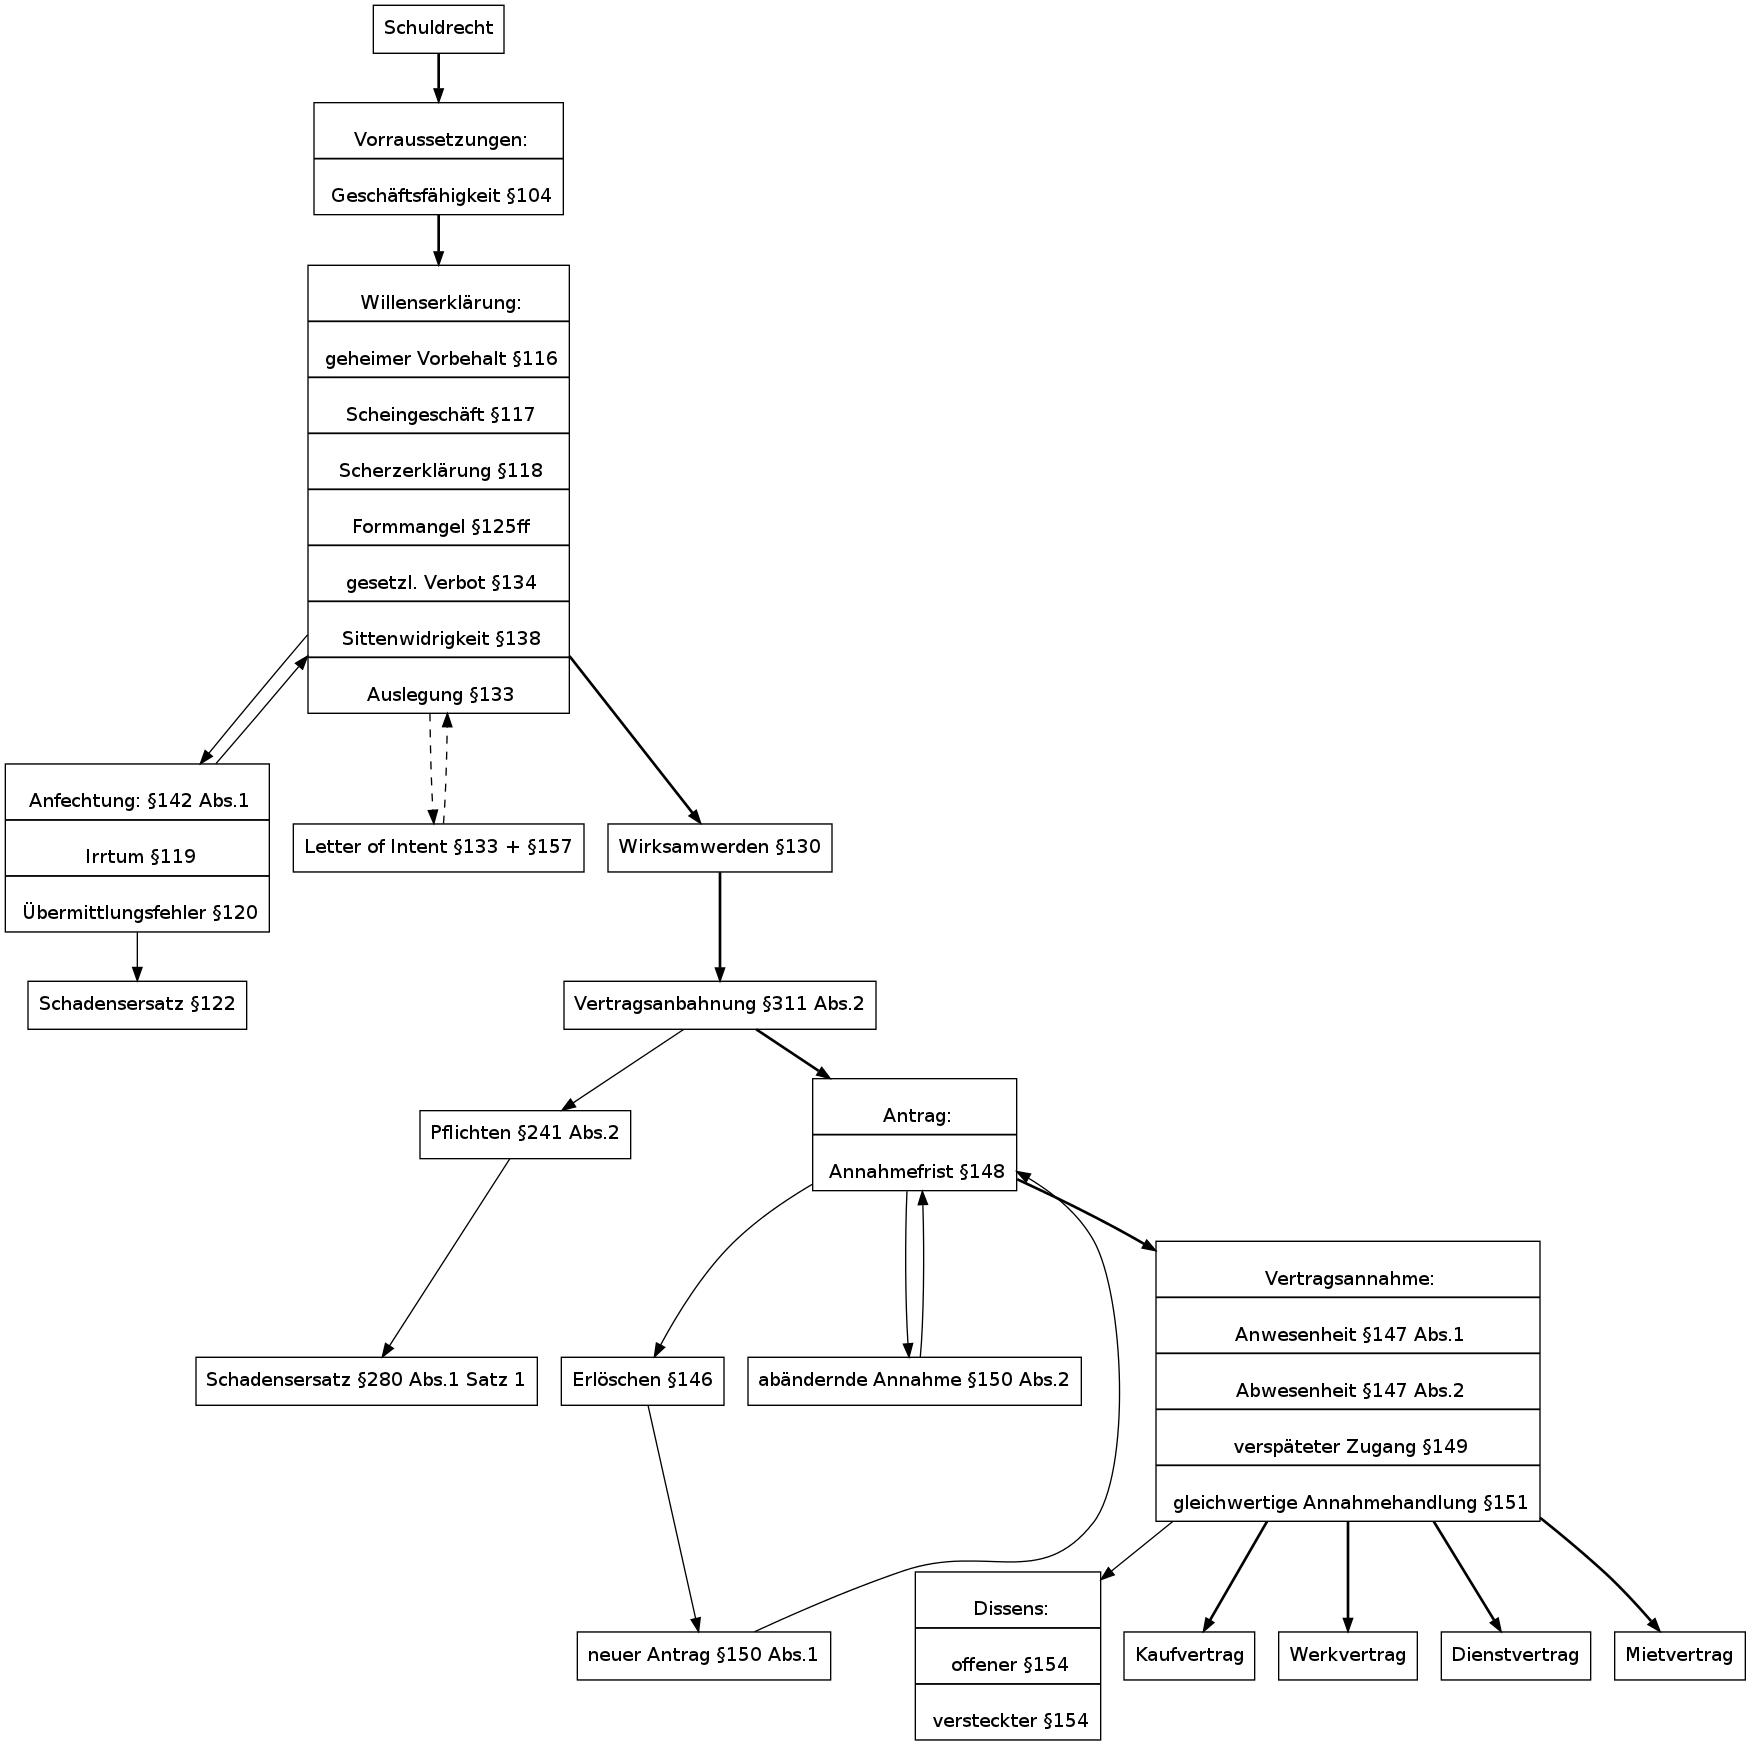 Schuldrecht
Vorraussetzungen:
Geschäftsfähigkeit §104
Willenserklärung:
geheimer Vorbehalt §116
Scheingeschäft §117
Scherzerklärung §118
Formmangel §125ff
gesetzl. Verbot §134
Sittenwidrigkeit §138
Auslegung §133
Anfechtung: §142 Abs.1
Irrtum §119
Übermittlungsfehler §120
Letter of Intent §133 + §157
Wirksamwerden §130
Schadensersatz §122
Vertragsanbahnung §311 Abs.2
Pflichten §241 Abs.2
Antrag:
Annahmefrist §148
Vertragsannahme:
Anwesenheit §147 Abs.1
Abwesenheit §147 Abs.2
verspäteter Zugang §149
gleichwertige Annahmehandlung §151
Schadensersatz §280 Abs.1 Satz 1
Erlöschen §146
abändernde Annahme §150 Abs.2
neuer Antrag §150 Abs.1
Dissens:
offener §154
versteckter §154
Kaufvertrag
Werkvertrag
Dienstvertrag
Mietvertrag